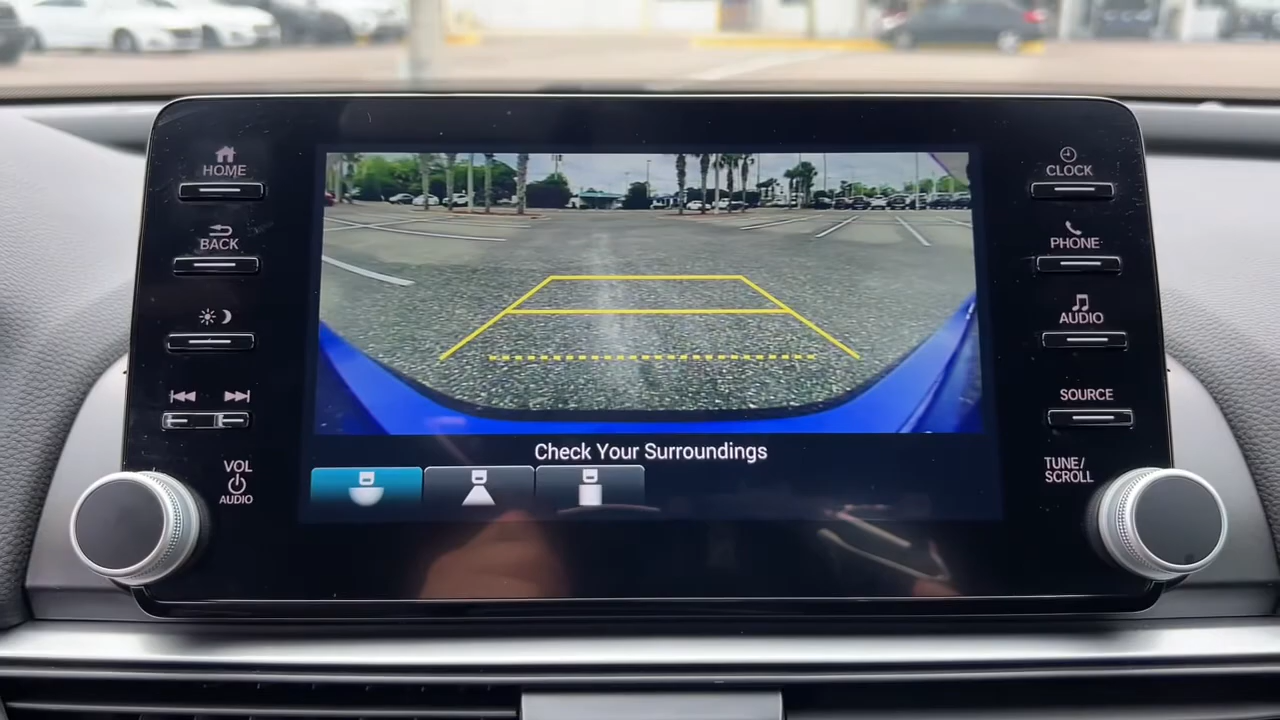 HOME
BACK
VOL
AUDIO
Check Your Surroundings
CLOCK
PHONE
AUDIO
SOURCE
TUNE/
SCROLL